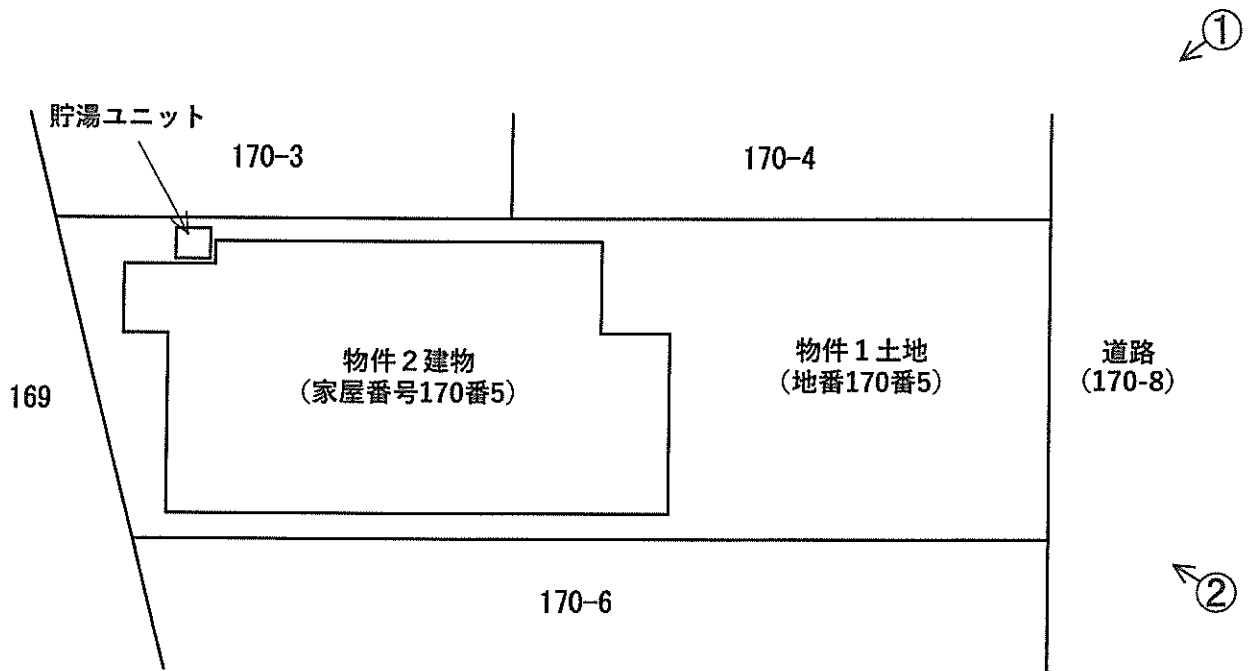 ①
貯湯ユニット
170-3
170-4
物件２建物
（家屋番号170番5）
物件１土地
（地番170番5）
道路
（170-8）
169
170-6
②